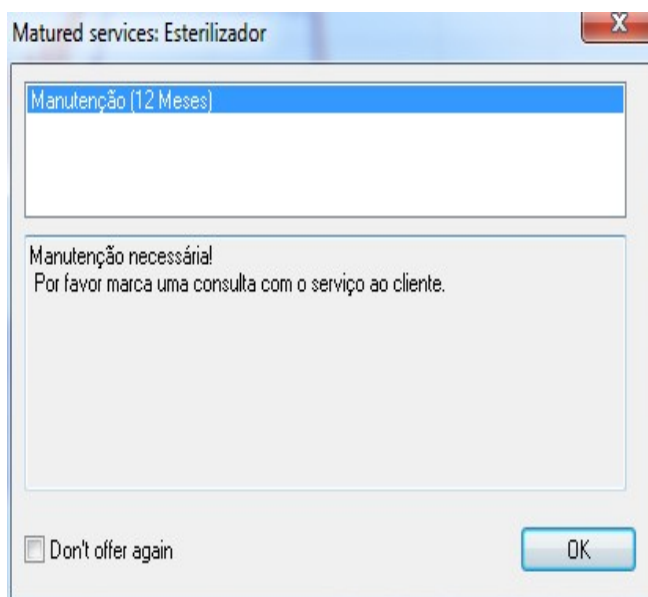 Matured services: Esterilizador
Manutenção (12 Meses)
Manutenção necessária!
Por favor marca uma consulta com o serviço ao cliente.
Don't offer again
OK